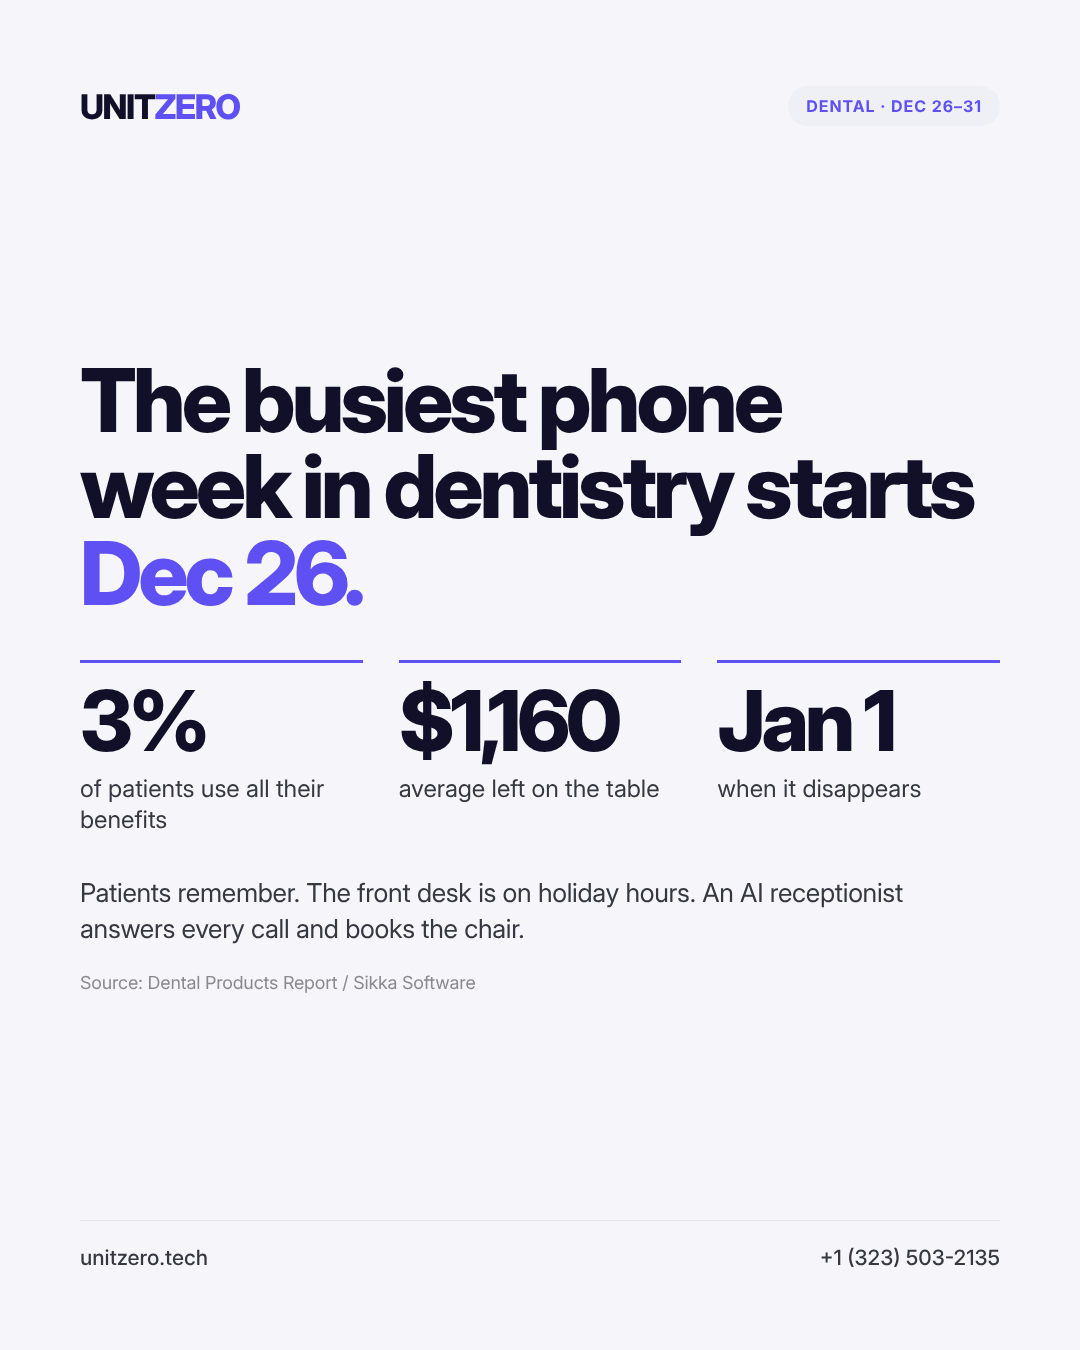 UNITZERO
DENTAL · DEC 26–31
The busiest phone
week in dentistry starts
Dec 26.
3%
of patients use all their
benefits
$1,160
average left on the table
Jan 1
when it disappears
Patients remember. The front desk is on holiday hours. An AI receptionist
answers every call and books the chair.
Source: Dental Products Report / Sikka Software
unitzero.tech
+1 (323) 503-2135